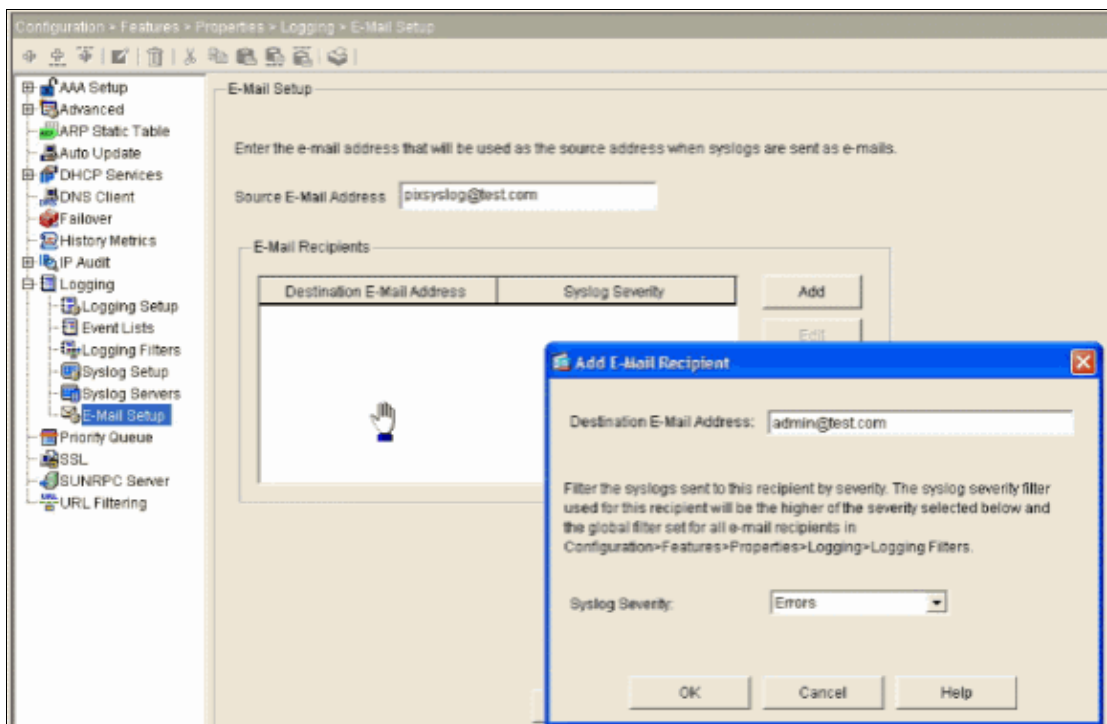 Configuration > Features > Properties > Logging > E-Mail Setup
AAA Setup
Advanced
ARP Static Table
Auto Update
DHCP Services
DNS Client
Failover
History Metrics
IP Audit
Logging
Logging Setup
Event Lists
Logging Filters
Syslog Setup
Syslog Servers
E-Mail Setup
Priority Queue
SSL
SUNRPC Server
URL Filtering
E-Mail Setup
Enter the e-mail address that will be used as the source address when syslogs are sent as e-mails.
Source E-Mail Address pixsyslog@test.com
E-Mail Recipients
Destination E-Mail Address Syslog Severity
Add
Edit
Add E-Mail Recipient
Destination E-Mail Address: admin@test.com
Filter the syslogs sent to this recipient by severity. The syslog severity filter
used for this recipient will be the higher of the severity selected below and
the global filter set for all e-mail recipients in
Configuration>Features>Properties>Logging>Logging Filters.
Syslog Severity: Errors
OK Cancel Help